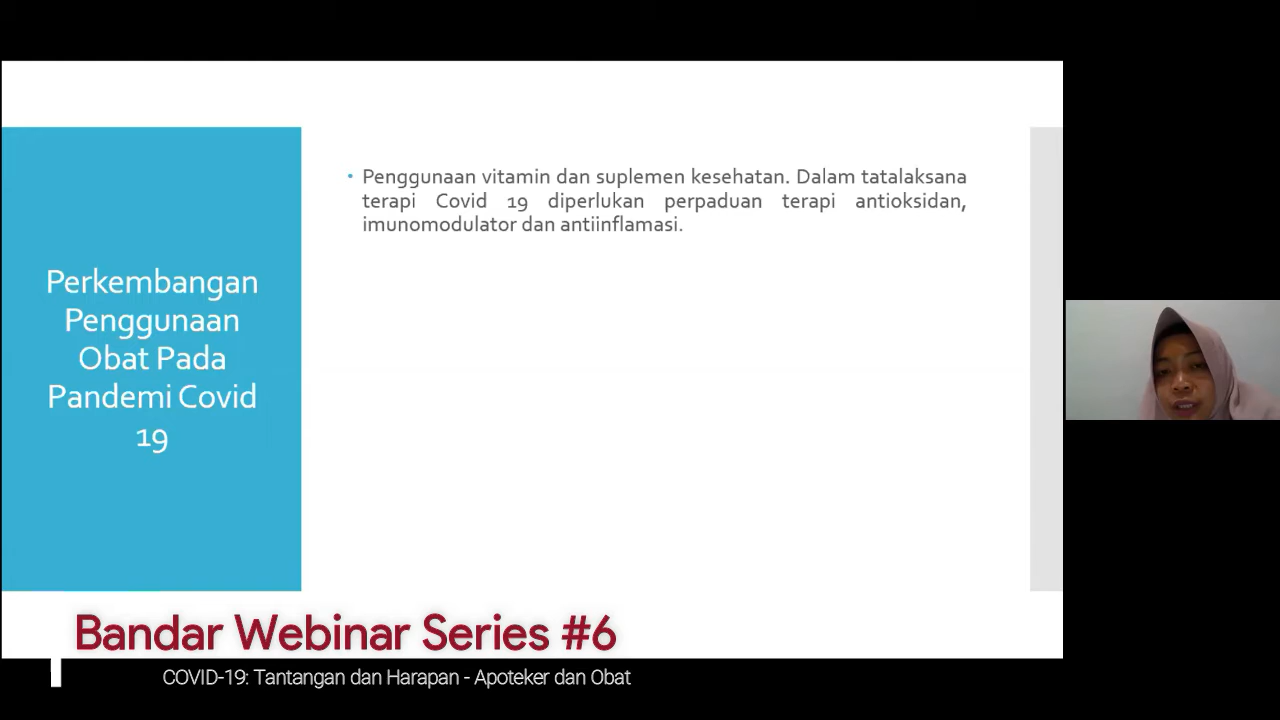 Perkembangan
Penggunaan
Obat Pada
Pandemi Covid
19
• Penggunaan vitamin dan suplemen kesehatan. Dalam tatalaksana
terapi Covid 19 diperlukan perpaduan terapi antioksidan,
imunomodulator dan antiinflamasi.
Bandar Webinar Series #6
COVID-19: Tantangan dan Harapan - Apoteker dan Obat